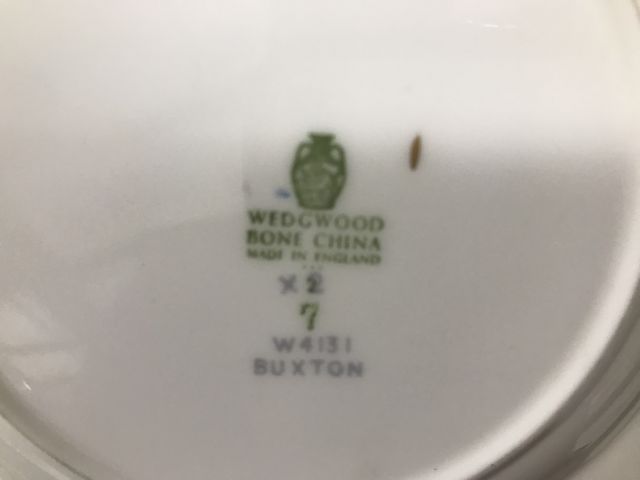 WEDGWOOD
BONE CHINA
MADE IN ENGLAND
X 2
7
W4131
BUXTON